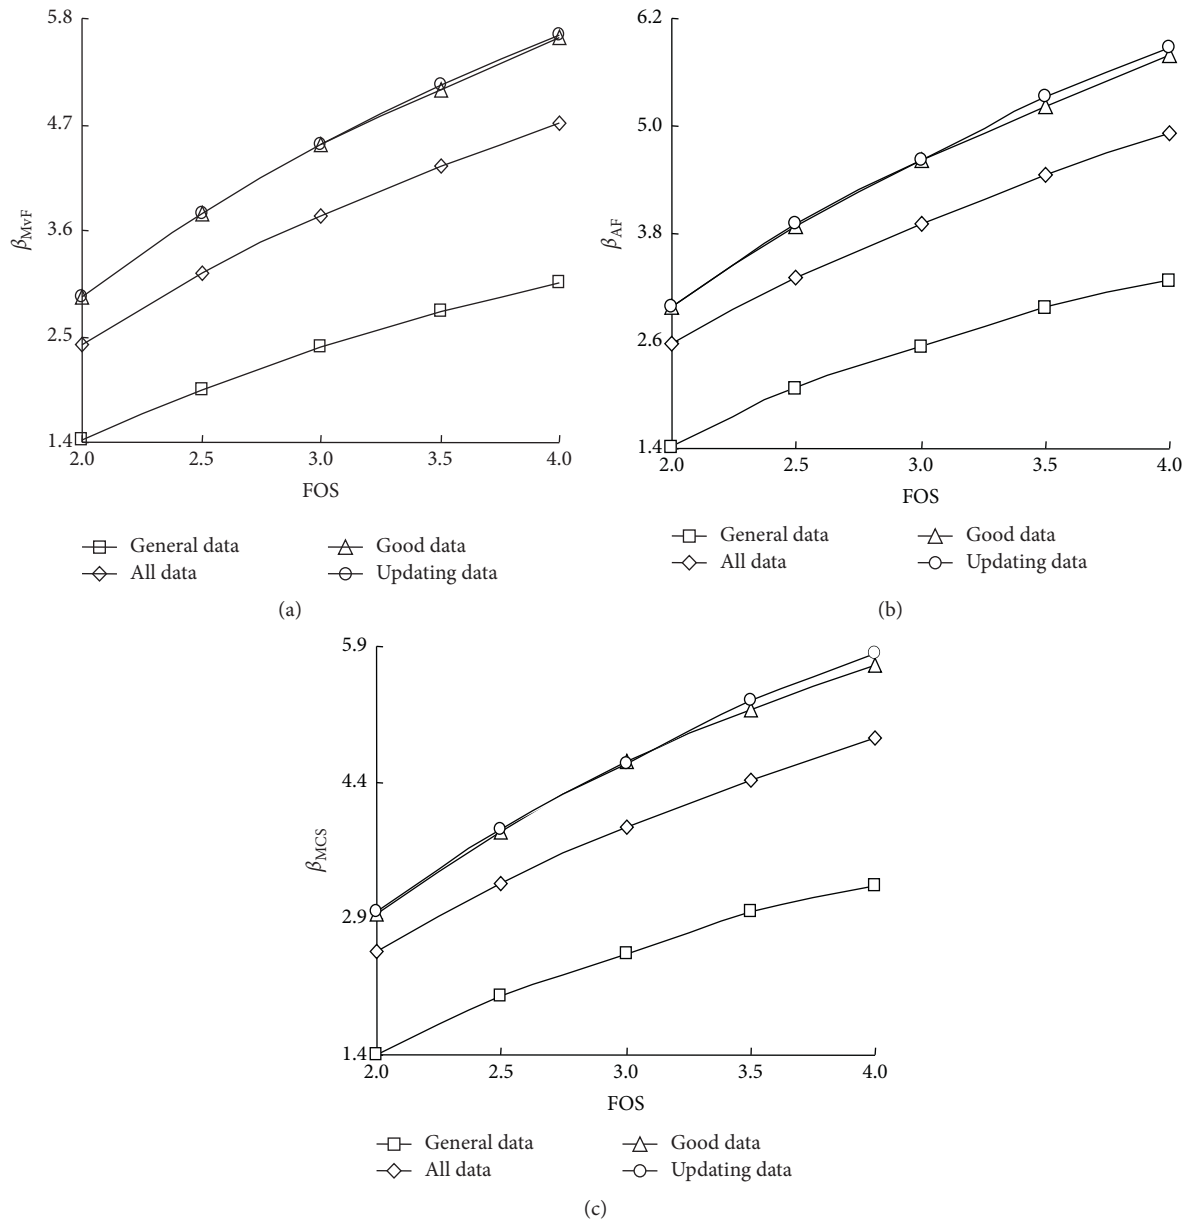 5.8
4.7
3.6
2.5
1.4
β_MvF
2.0 2.5 3.0 3.5 4.0
FOS
General data Good data
All data Updating data
(a)
6.2
5.0
3.8
2.6
1.4
β_AF
2.0 2.5 3.0 3.5 4.0
FOS
General data Good data
All data Updating data
(b)
5.9
4.4
2.9
1.4
β_MCS
2.0 2.5 3.0 3.5 4.0
FOS
General data Good data
All data Updating data
(c)